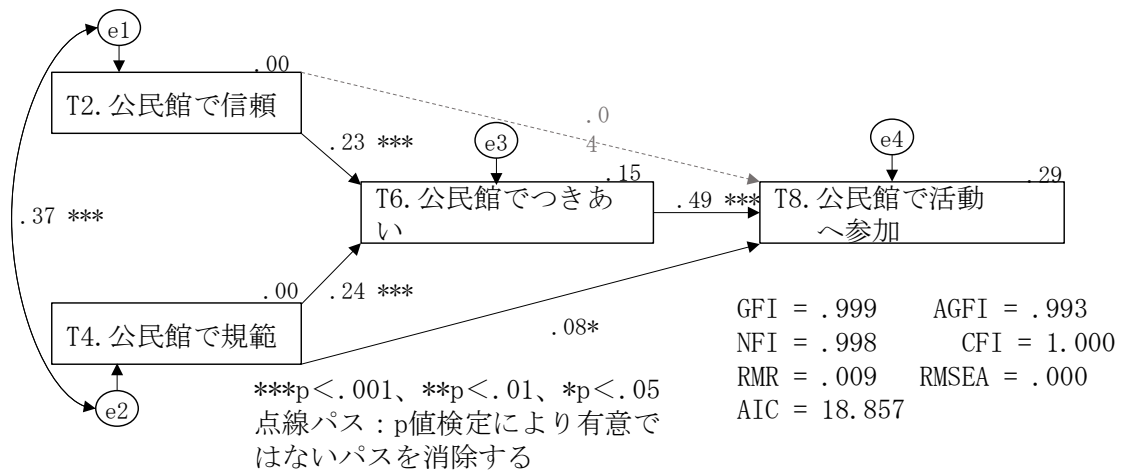 e1
.00
T2.公民館で信頼
.0
4
.23 ***
e3
e4
.15
.29
T6.公民館でつきあ
い
.49 ***
T8.公民館で活動
へ参加
.37 ***
.00
.24 ***
T4.公民館で規範
.08*
e2
GFI = .999 AGFI = .993
NFI = .998 CFI = 1.000
RMR = .009 RMSEA = .000
AIC = 18.857
***p＜.001、**p＜.01、*p＜.05
点線パス：p値検定により有意で
はないパスを消除する